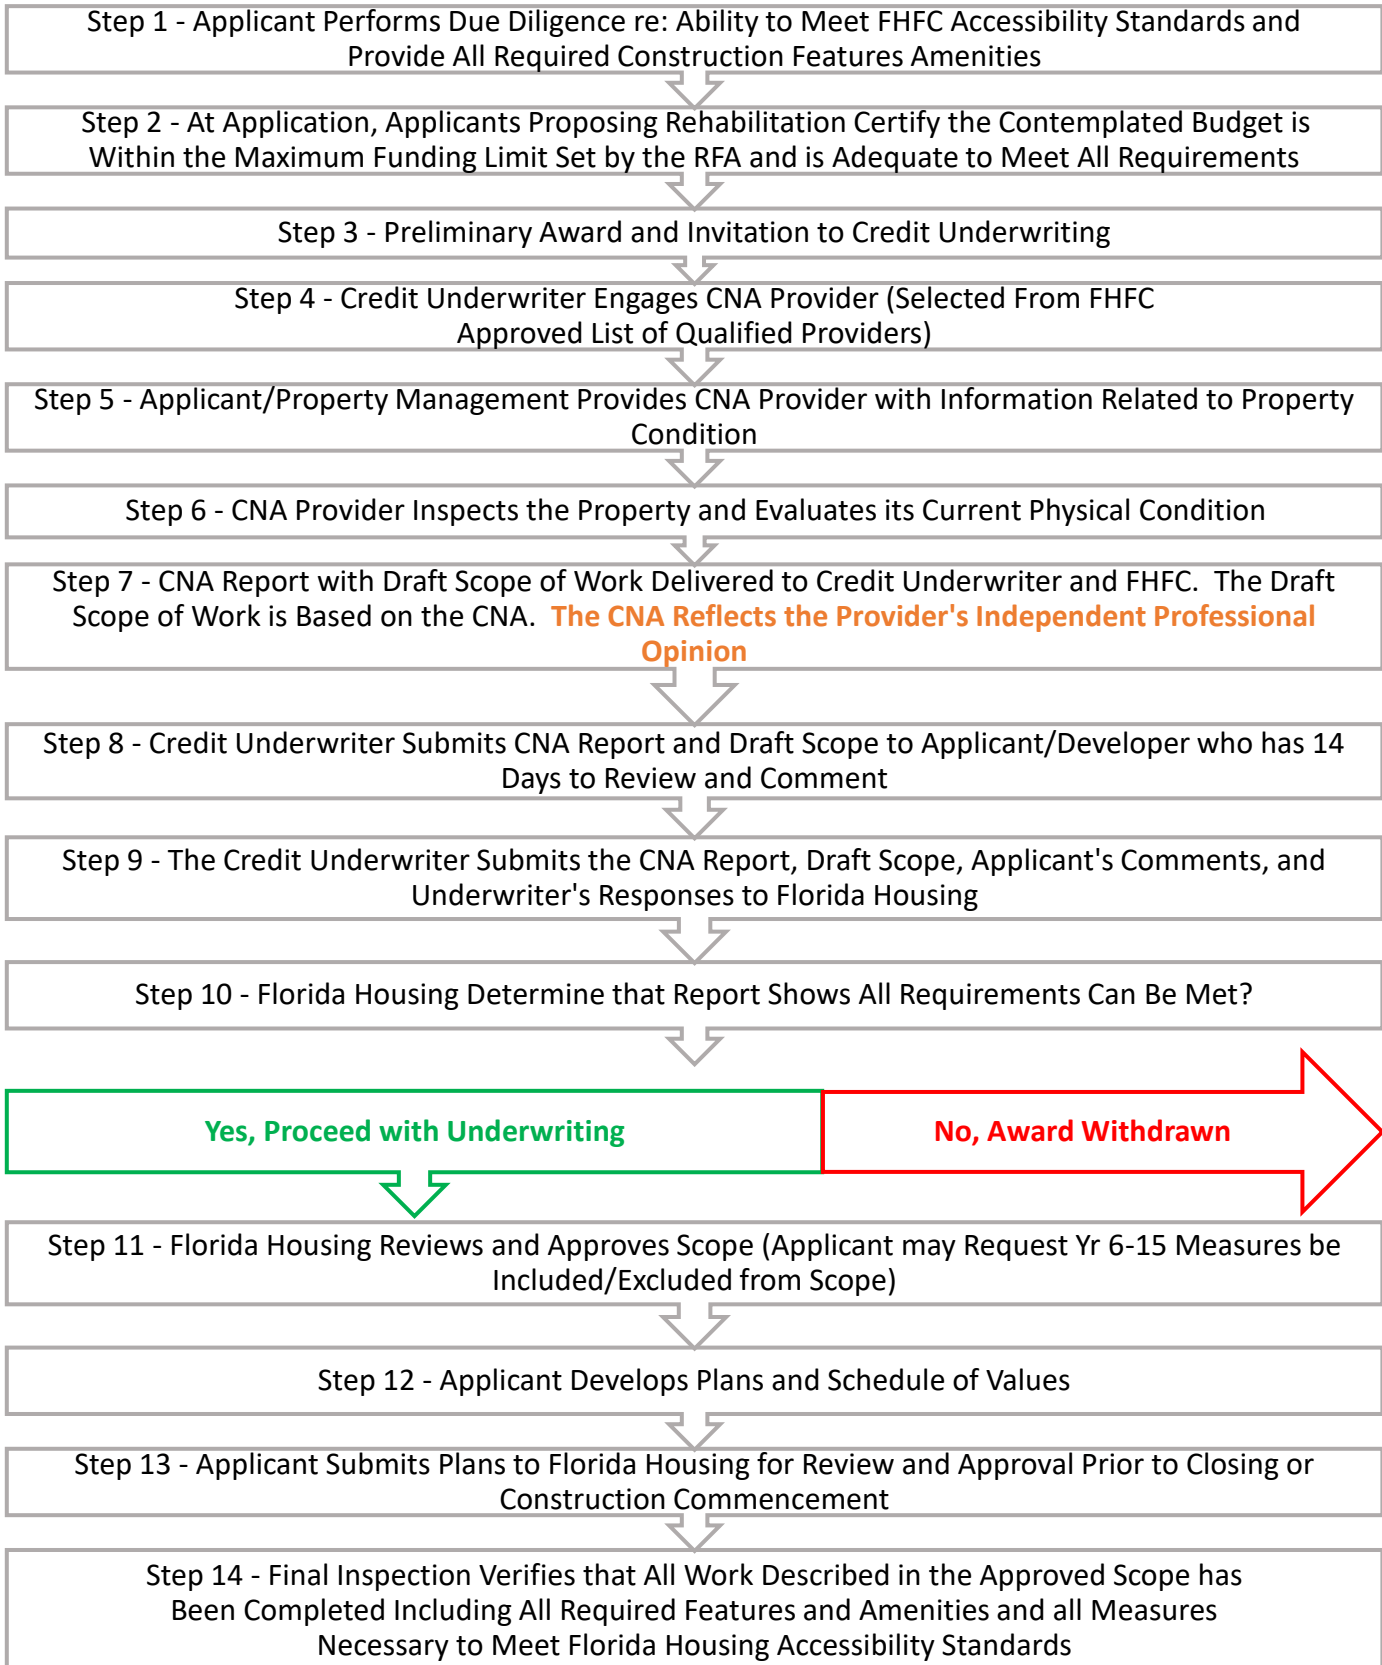 Step 1 - Applicant Performs Due Diligence re: Ability to Meet FHFC Accessibility Standards and
Provide All Required Construction Features Amenities
Step 2 - At Application, Applicants Proposing Rehabilitation Certify the Contemplated Budget is
Within the Maximum Funding Limit Set by the RFA and is Adequate to Meet All Requirements
Step 3 - Preliminary Award and Invitation to Credit Underwriting
Step 4 - Credit Underwriter Engages CNA Provider (Selected From FHFC
Approved List of Qualified Providers)
Step 5 - Applicant/Property Management Provides CNA Provider with Information Related to Property
Condition
Step 6 - CNA Provider Inspects the Property and Evaluates its Current Physical Condition
Step 7 - CNA Report with Draft Scope of Work Delivered to Credit Underwriter and FHFC.  The Draft
Scope of Work is Based on the CNA.  The CNA Reflects the Provider's Independent Professional
Opinion
Step 8 - Credit Underwriter Submits CNA Report and Draft Scope to Applicant/Developer who has 14
Days to Review and Comment
Step 9 - The Credit Underwriter Submits the CNA Report, Draft Scope, Applicant's Comments, and
Underwriter's Responses to Florida Housing
Step 10 - Florida Housing Determine that Report Shows All Requirements Can Be Met?
Yes, Proceed with Underwriting
No, Award Withdrawn
Step 11 - Florida Housing Reviews and Approves Scope (Applicant may Request Yr 6-15 Measures be
Included/Excluded from Scope)
Step 12 - Applicant Develops Plans and Schedule of Values
Step 13 - Applicant Submits Plans to Florida Housing for Review and Approval Prior to Closing or
Construction Commencement
Step 14 - Final Inspection Verifies that All Work Described in the Approved Scope has
Been Completed Including All Required Features and Amenities and all Measures
Necessary to Meet Florida Housing Accessibility Standards